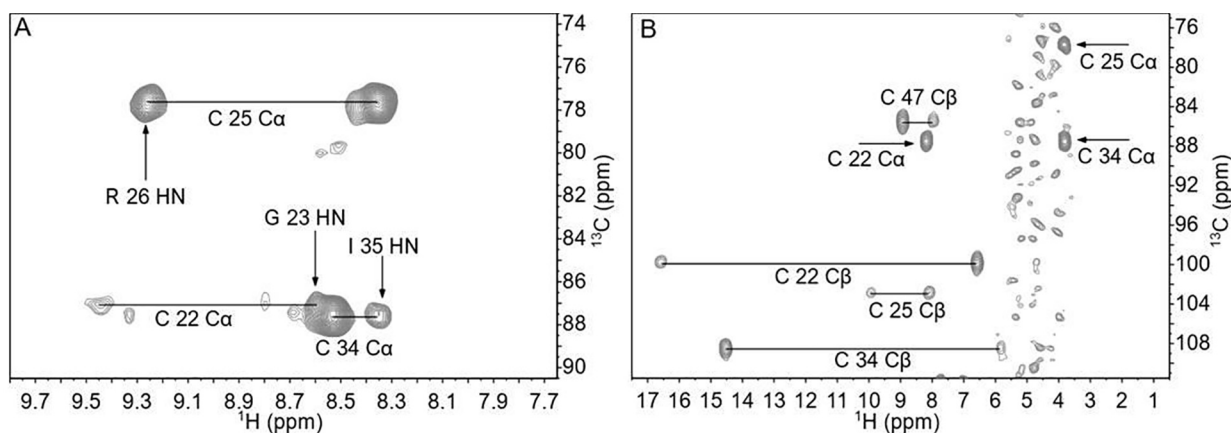 A
C 25 Cα
R 26 HN
G 23 HN
I 35 HN
C 22 Cα
C 34 Cα
74
76
78
80
82
84
86
88
90
¹³C (ppm)
9.7 9.5 9.3 9.1 8.9 8.7 8.5 8.3 8.1 7.9 7.7
¹H (ppm)
B
C 25 Cα
C 47 Cβ
C 22 Cα
C 34 Cα
C 22 Cβ
C 25 Cβ
C 34 Cβ
76
80
84
88
92
96
100
104
108
¹³C (ppm)
17 16 15 14 13 12 11 10 9 8 7 6 5 4 3 2 1
¹H (ppm)